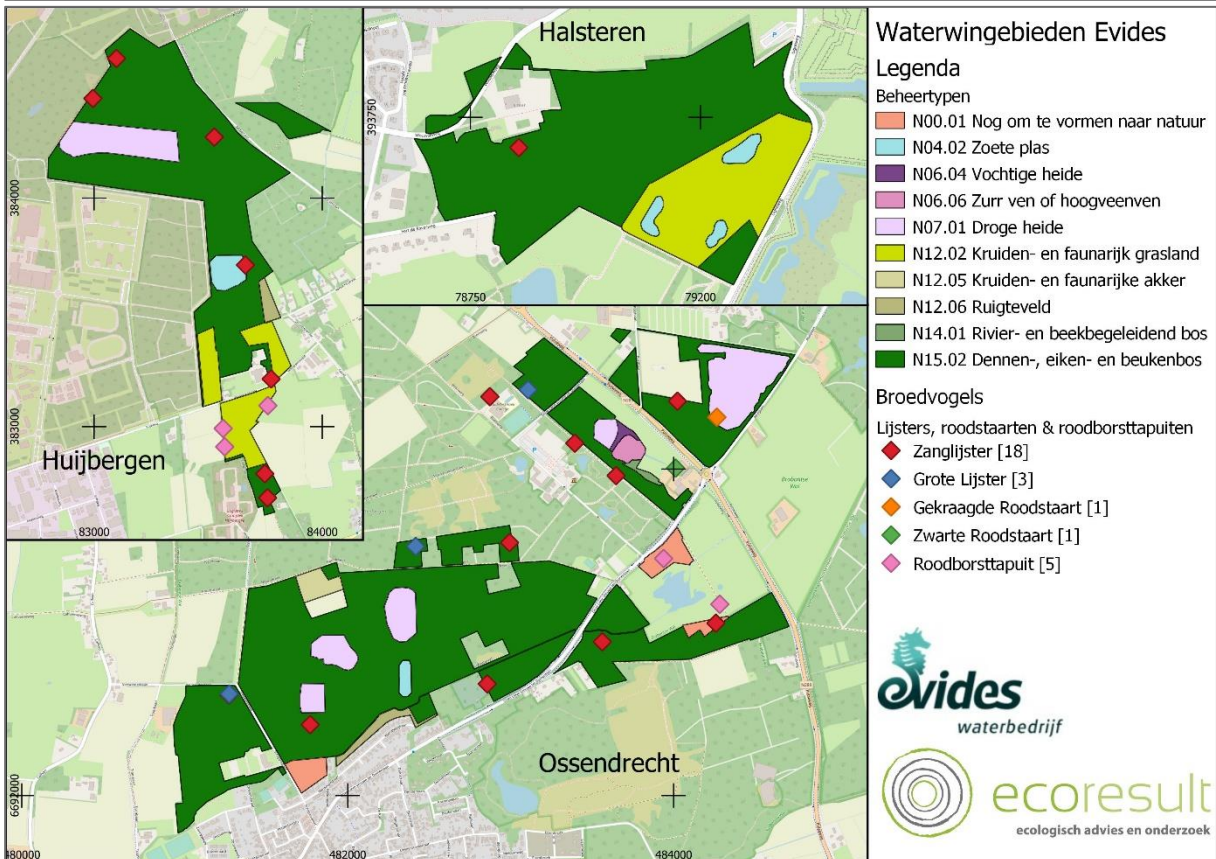 Halsteren
393750
78750
79200
384000
383000
Huijbergen
83000
84000
Ossendrecht
6692000
480000
482000
484000
Waterwingebieden Evides
Legenda
Beheertypen
N00.01 Nog om te vormen naar natuur
N04.02 Zoete plas
N06.04 Vochtige heide
N06.06 Zurr ven of hoogveenven
N07.01 Droge heide
N12.02 Kruiden- en faunarijk grasland
N12.05 Kruiden- en faunarijke akker
N12.06 Ruigteveld
N14.01 Rivier- en beekbegeleidend bos
N15.02 Dennen-, eiken- en beukenbos
Broedvogels
Lijsters, roodstaarten & roodborsttapuiten
Zanglijster [18]
Grote Lijster [3]
Gekraagde Roodstaart [1]
Zwarte Roodstaart [1]
Roodborsttapuit [5]
evides
waterbedrijf
ecoresult
ecologisch advies en onderzoek